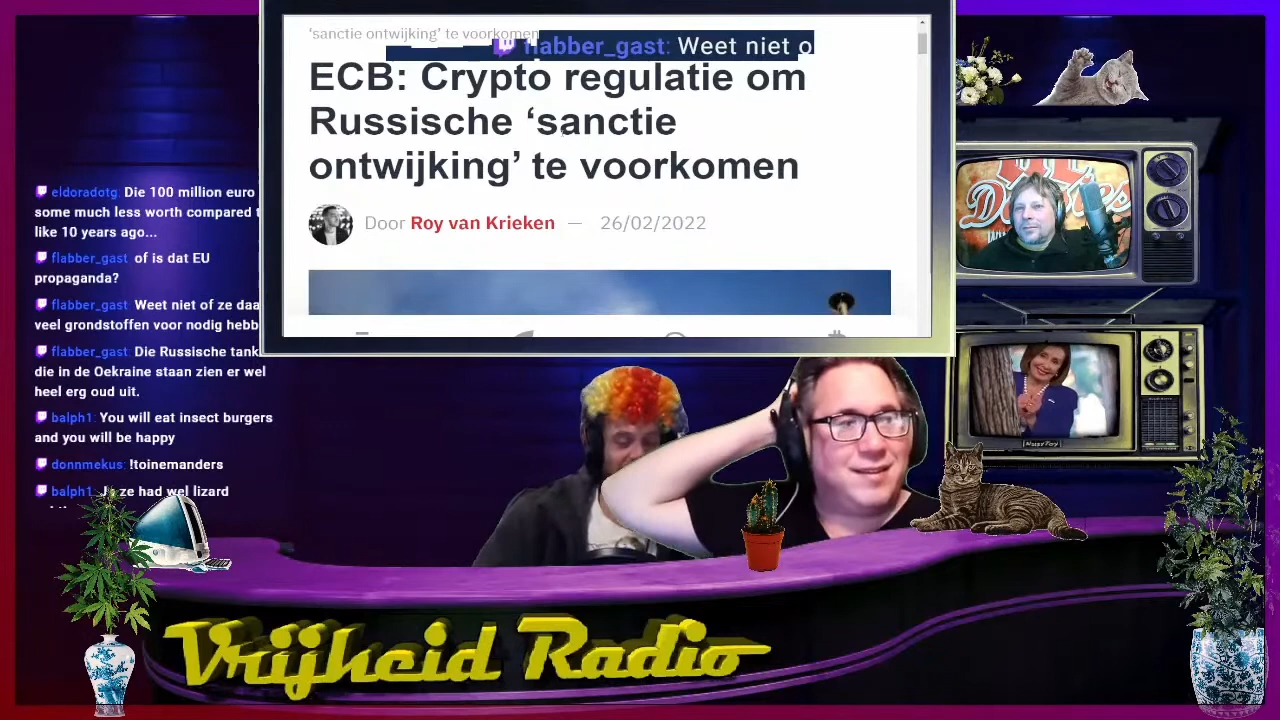 'sanctie ontwijking' te voorkomen
flabber_gast: Weet niet o
ECB: Crypto regulatie om
Russische ‘sanctie
ontwijking’ te voorkomen
Door Roy van Krieken — 26/02/2022
eldoradotg: Die 100 million euro
some much less worth compared t
like 10 years ago...
flabber_gast: of is dat EU
propaganda?
flabber_gast: Weet niet of ze daa
veel grondstoffen voor nodig hebb
flabber_gast: Die Russische tank
die in de Oekraine staan zien er wel
heel erg oud uit.
balph1: You will eat insect burgers
and you will be happy
donnmekus: !toinemanders
balph1: ze had wel lizard
Vrijheid Radio